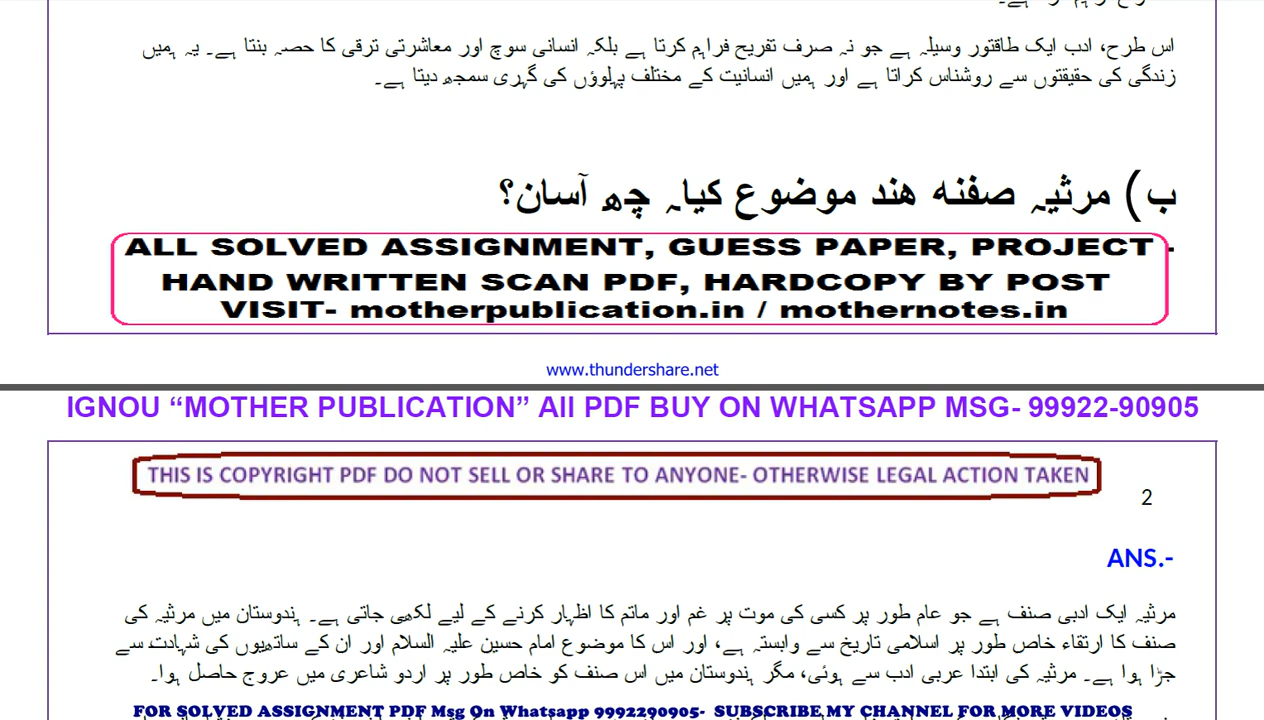 اس طرح، ادب ایک طاقتور وسیلہ ہے جو نہ صرف تفریح فراہم کرتا ہے بلکہ انسانی سوچ اور معاشرتی ترقی کا حصہ بنتا ہے۔ یہ ہمیں
زندگی کی حقیقتوں سے روشناس کراتا ہے اور ہمیں انسانیت کے مختلف پہلوؤں کی گہری سمجھ دیتا ہے۔
ب) مرثیہ صفنه هند موضوع کیاہ چھ آسان؟
ALL SOLVED ASSIGNMENT, GUESS PAPER, PROJECT -
HAND WRITTEN SCAN PDF, HARDCOPY BY POST
VISIT- motherpublication.in / mothernotes.in
www.thundershare.net
IGNOU “MOTHER PUBLICATION” All PDF BUY ON WHATSAPP MSG- 99922-90905
THIS IS COPYRIGHT PDF DO NOT SELL OR SHARE TO ANYONE- OTHERWISE LEGAL ACTION TAKEN
2
ANS.-
مرثیہ ایک ادبی صنف ہے جو عام طور پر کسی کی موت پر غم اور ماتم کا اظہار کرنے کے لیے لکھی جاتی ہے۔ ہندوستان میں مرثیہ کی
صنف کا ارتقاء خاص طور پر اسلامی تاریخ سے وابستہ ہے، اور اس کا موضوع امام حسین علیہ السلام اور ان کے ساتھیوں کی شہادت سے
جڑا ہوا ہے۔ مرثیہ کی ابتدا عربی ادب سے ہوئی، مگر ہندوستان میں اس صنف کو خاص طور پر اردو شاعری میں عروج حاصل ہوا۔
FOR SOLVED ASSIGNMENT PDF Msg On Whatsapp 9992290905- SUBSCRIBE MY CHANNEL FOR MORE VIDEOS